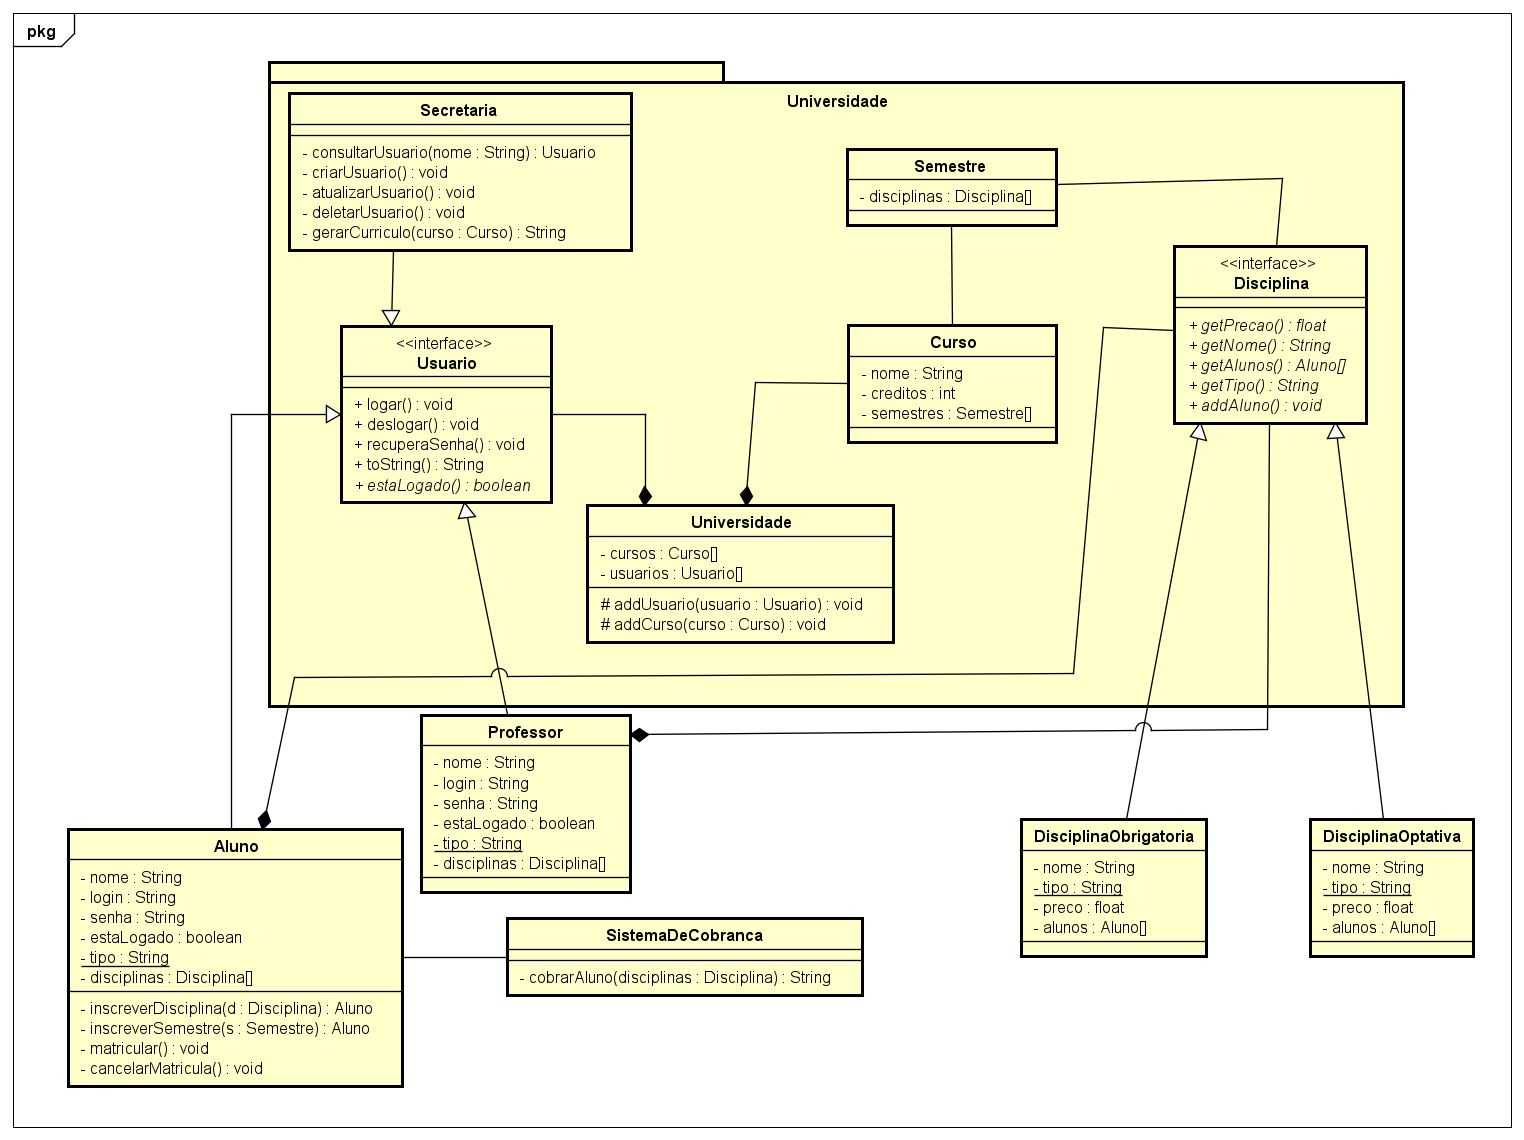 pkg
Universidade
Secretaria
- consultarUsuario(nome : String) : Usuario
- criarUsuario() : void
- atualizarUsuario() : void
- deletarUsuario() : void
- gerarCurriculo(curso : Curso) : String
Semestre
- disciplinas : Disciplina[]
<<interface>>
Disciplina
+ getPrecao() : float
+ getNome() : String
+ getAlunos() : Aluno[]
+ getTipo() : String
+ addAluno() : void
<<interface>>
Usuario
+ logar() : void
+ deslogar() : void
+ recuperaSenha() : void
+ toString() : String
+ estaLogado() : boolean
Curso
- nome : String
- creditos : int
- semestres : Semestre[]
Universidade
- cursos : Curso[]
- usuarios : Usuario[]
# addUsuario(usuario : Usuario) : void
# addCurso(curso : Curso) : void
Professor
- nome : String
- login : String
- senha : String
- estaLogado : boolean
- tipo : String
- disciplinas : Disciplina[]
Aluno
- nome : String
- login : String
- senha : String
- estaLogado : boolean
- tipo : String
- disciplinas : Disciplina[]
- inscreverDisciplina(d : Disciplina) : Aluno
- inscreverSemestre(s : Semestre) : Aluno
- matricular() : void
- cancelarMatricula() : void
SistemaDeCobranca
- cobrarAluno(disciplinas : Disciplina) : String
DisciplinaObrigatoria
- nome : String
- tipo : String
- preco : float
- alunos : Aluno[]
DisciplinaOptativa
- nome : String
- tipo : String
- preco : float
- alunos : Aluno[]